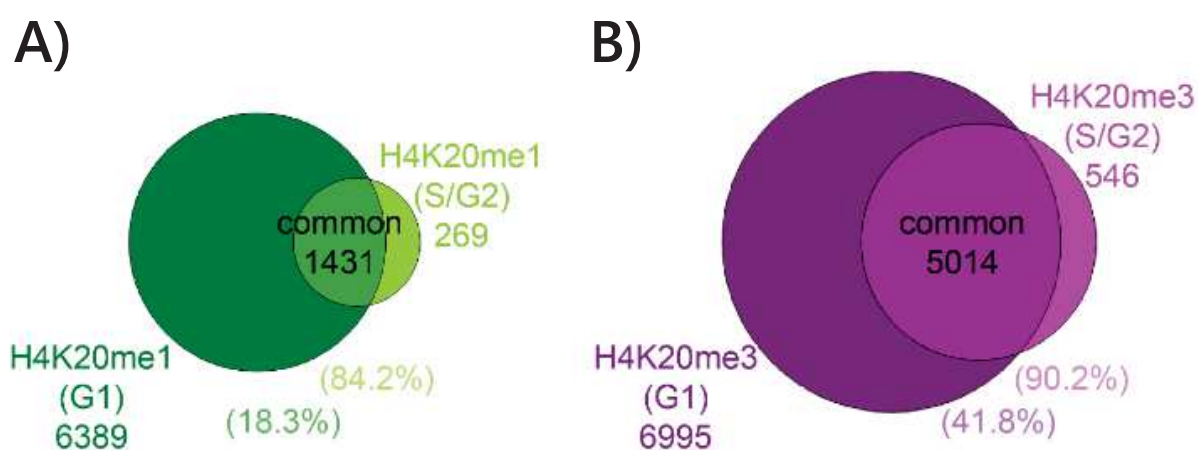 A)
H4K20me1
(S/G2)
269
common
1431
H4K20me1
(G1)
6389
(84.2%)
(18.3%)
B)
H4K20me3
(S/G2)
546
common
5014
H4K20me3
(G1)
6995
(90.2%)
(41.8%)